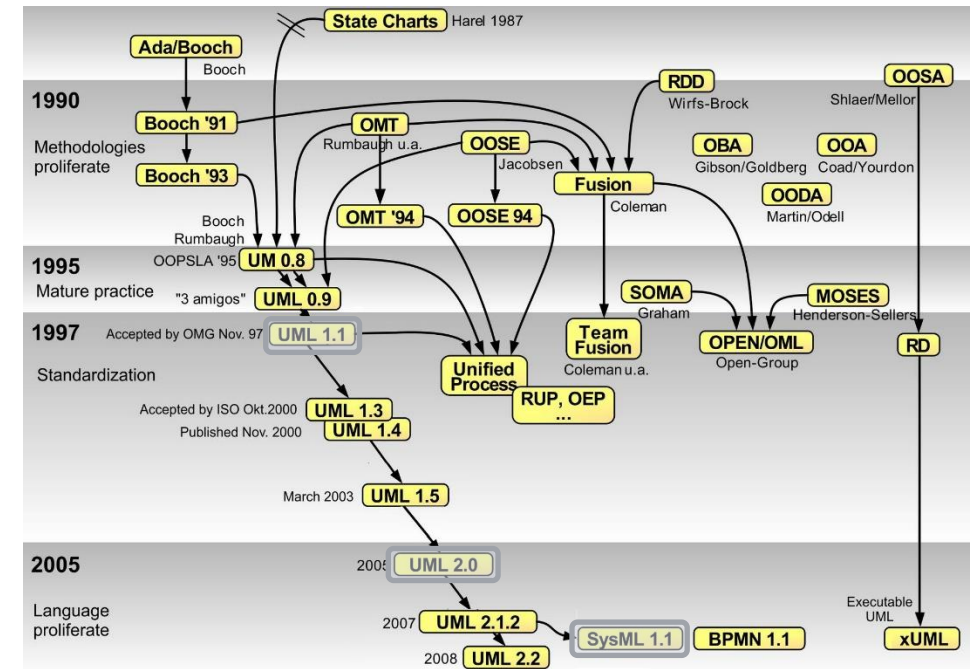 State Charts Harel 1987
Ada/Booch
Booch
1990
Methodologies
proliferate
RDD
Wirfs-Brock
OOSA
Shlaer/Mellor
Booch '91
OMT
Rumbaugh u.a.
OOSE
Jacobsen
OBA
Gibson/Goldberg
OOA
Coad/Yourdon
Booch '93
Fusion
Coleman
OODA
Martin/Odell
OMT '94
OOSE 94
Booch
Rumbaugh
OOPSLA '95 UM 0.8
1995
Mature practice
"3 amigos" UML 0.9
SOMA
Graham
MOSES
Henderson-Sellers
1997
Standardization
Accepted by OMG Nov. 97 UML 1.1
Team
Fusion
Coleman u.a.
OPEN/OML
Open-Group
RD
Unified
Process
RUP, OEP
...
Accepted by ISO Okt.2000 UML 1.3
Published Nov. 2000 UML 1.4
March 2003 UML 1.5
2005
Language
proliferate
2005 UML 2.0
2007 UML 2.1.2
SysML 1.1
BPMN 1.1
Executable
UML
xUML
2008 UML 2.2